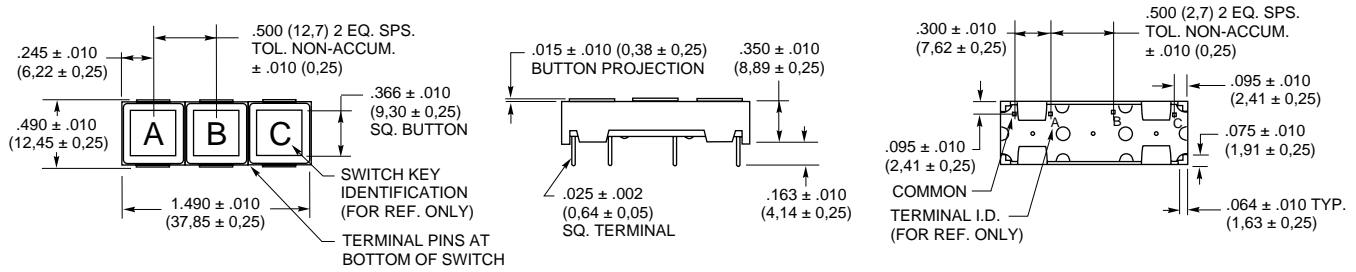 .500 (12,7) 2 EQ. SPS.
TOL. NON-ACCUM.
± .010 (0,25)
.245 ± .010
(6,22 ± 0,25)
.366 ± .010
(9,30 ± 0,25)
SQ. BUTTON
.490 ± .010
(12,45 ± 0,25)
A
B
C
SWITCH KEY
IDENTIFICATION
(FOR REF. ONLY)
1.490 ± .010
(37,85 ± 0,25)
TERMINAL PINS AT
BOTTOM OF SWITCH
.015 ± .010 (0,38 ± 0,25)
BUTTON PROJECTION
.350 ± .010
(8,89 ± 0,25)
.025 ± .002
(0,64 ± 0,05)
SQ. TERMINAL
.163 ± .010
(4,14 ± 0,25)
.300 ± .010
(7,62 ± 0,25)
.500 (2,7) 2 EQ. SPS.
TOL. NON-ACCUM.
± .010 (0,25)
.095 ± .010
(2,41 ± 0,25)
A
B
C
.095 ± .010
(2,41 ± 0,25)
.075 ± .010
(1,91 ± 0,25)
COMMON
TERMINAL I.D.
(FOR REF. ONLY)
.064 ± .010 TYP.
(1,63 ± 0,25)